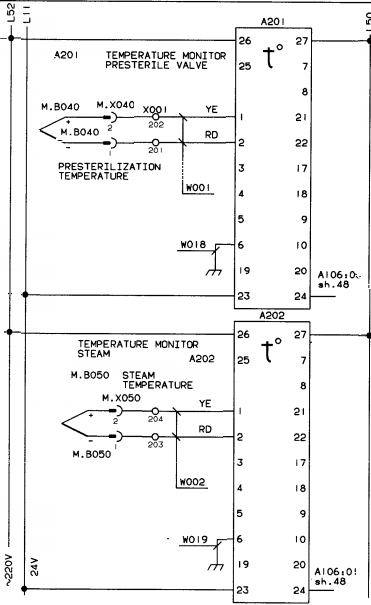 L52
L11
A201
L50
26
27
A201
TEMPERATURE MONITOR
PRESTERILE VALVE
t°
25
7
8
M.B040
M.X040
X001
YE
+
2
202
1
21
M.B040
RD
-
1
201
2
22
PRESTERILIZATION
TEMPERATURE
3
17
W001
4
18
5
9
W018
6
10
19
20
A106:0
sh.48
23
24
A202
26
27
TEMPERATURE MONITOR
STEAM
A202
t°
25
7
M.B050
STEAM
TEMPERATURE
8
M.X050
YE
+
2
204
1
21
RD
-
1
203
2
22
M.B050
3
17
W002
4
18
5
9
W019
6
10
~220V
24V
19
20
A106:0
sh.48
23
24